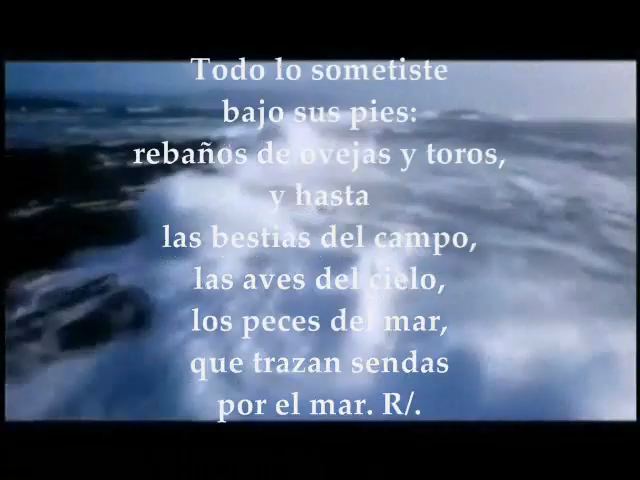 Todo lo sometiste
bajo sus pies:
rebaños de ovejas y toros,
y hasta
las bestias del campo,
las aves del cielo,
los peces del mar,
que trazan sendas
por el mar. R/.